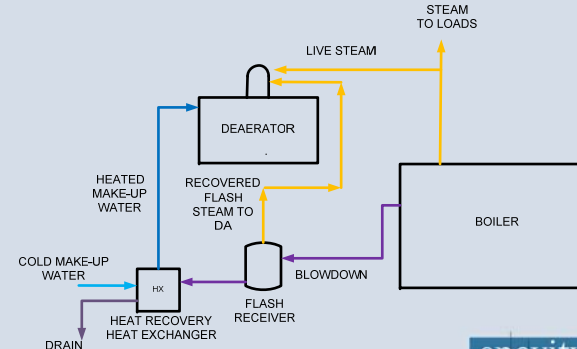 STEAM
TO LOADS
LIVE STEAM
DEAERATOR
HEATED
MAKE-UP
WATER
RECOVERED
FLASH
STEAM TO
DA
BOILER
COLD MAKE-UP
WATER
HX
BLOWDOWN
FLASH
RECEIVER
HEAT RECOVERY
HEAT EXCHANGER
DRAIN